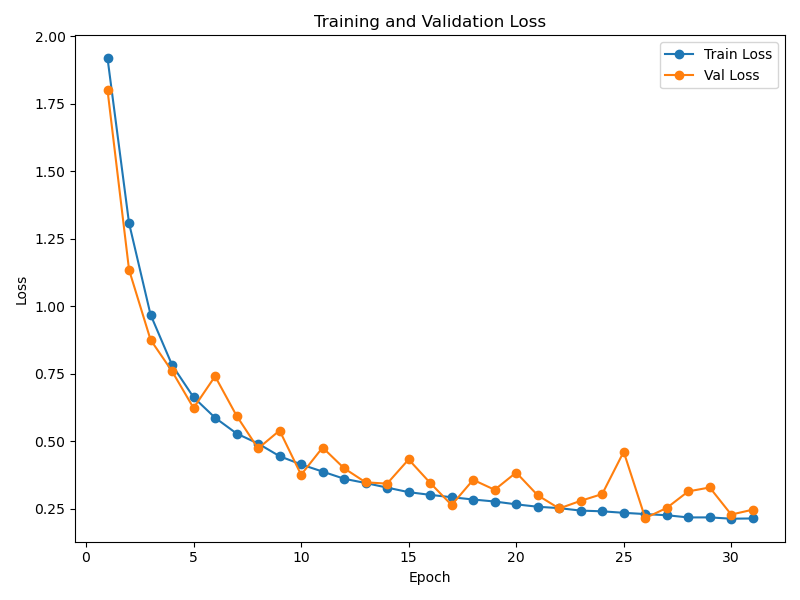 Training and Validation Loss
Train Loss
Val Loss
Loss
2.00
1.75
1.50
1.25
1.00
0.75
0.50
0.25
0 5 10 15 20 25 30
Epoch